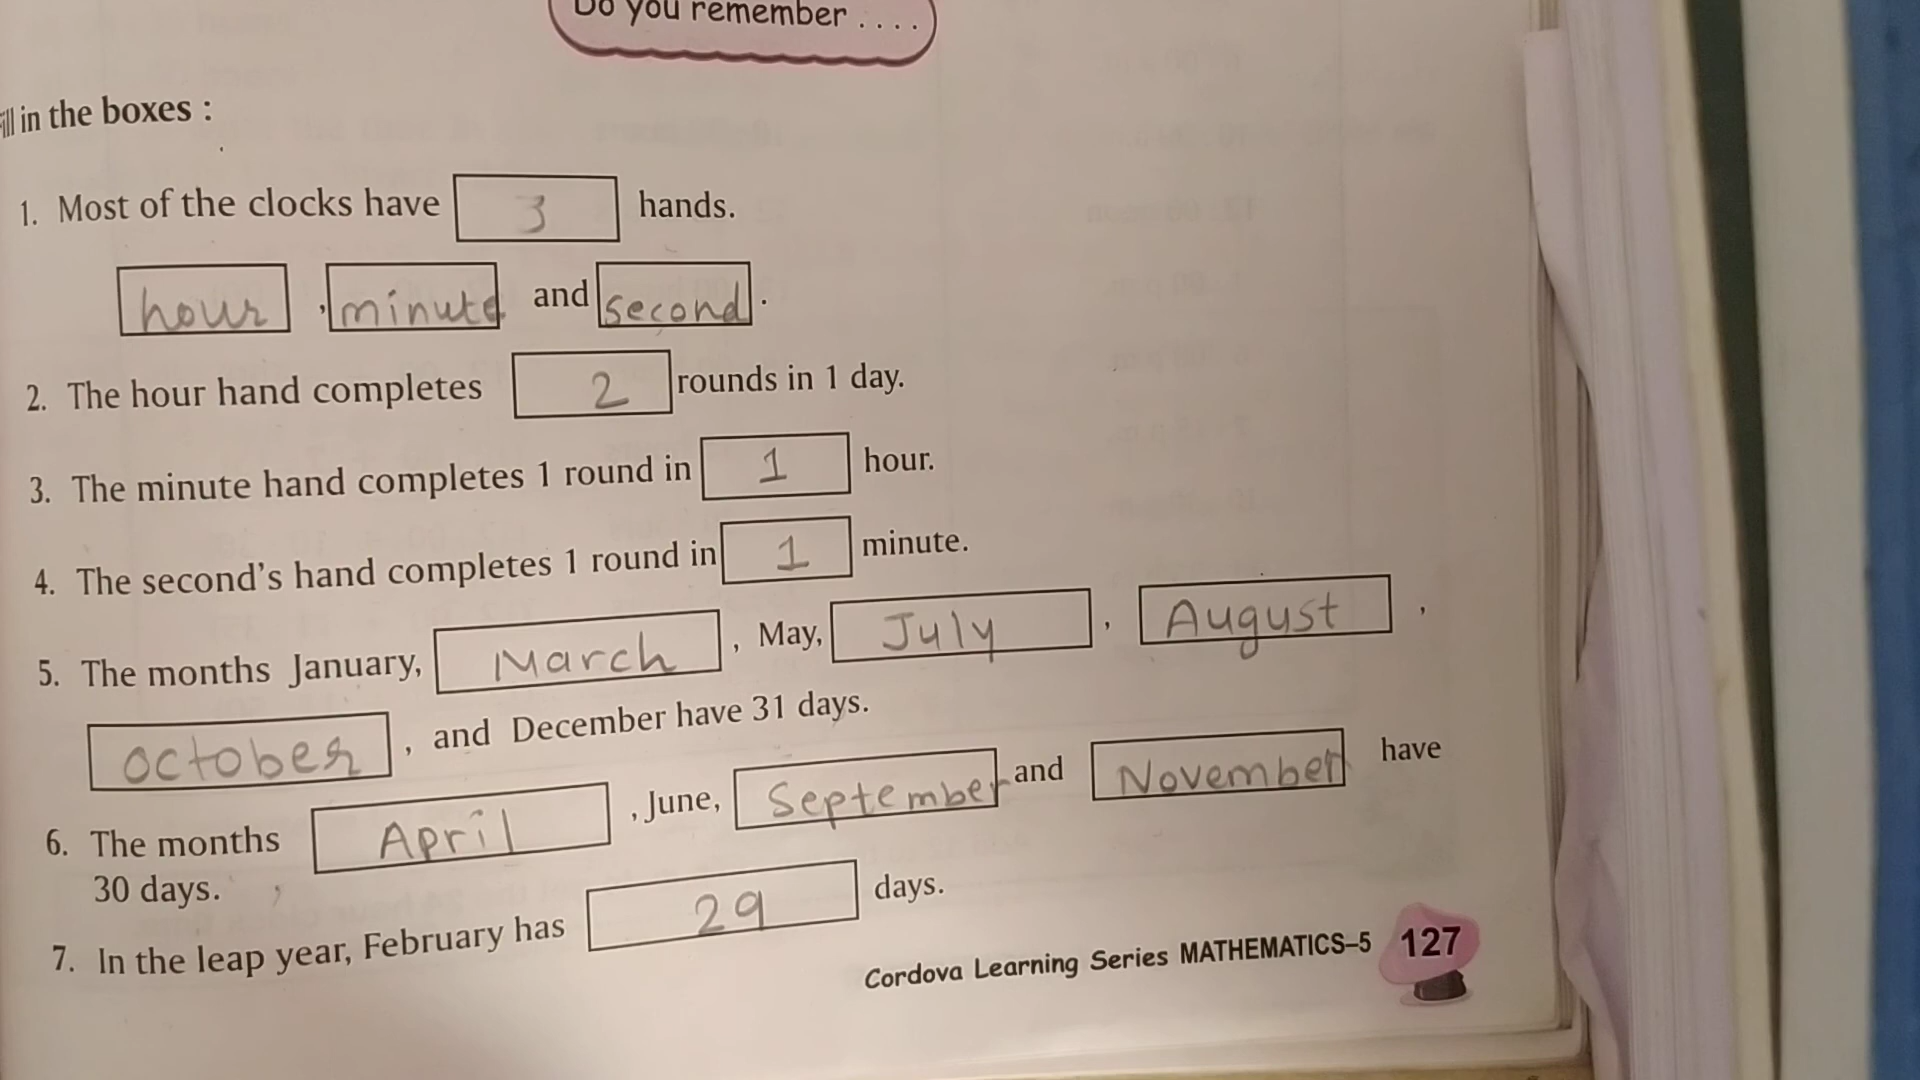 Do you remember ....
ill in the boxes :
1. Most of the clocks have 3 hands.
hour , minute and second .
2. The hour hand completes 2 rounds in 1 day.
3. The minute hand completes 1 round in 1 hour.
4. The second's hand completes 1 round in 1 minute.
5. The months January, March , May, July , August ,
october , and December have 31 days.
6. The months April , June, September and November have
30 days.
7. In the leap year, February has 29 days.
Cordova Learning Series MATHEMATICS–5 127